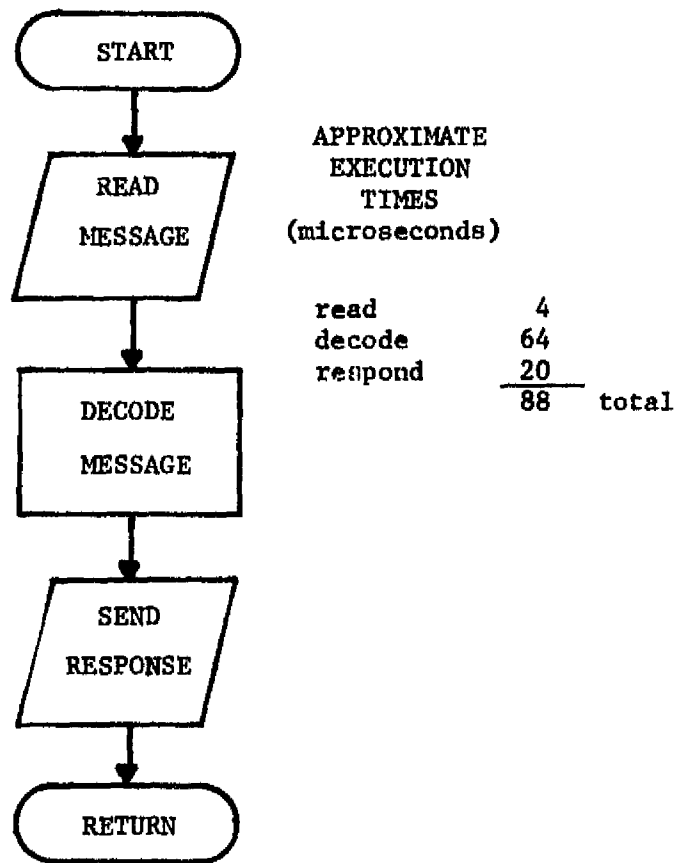 START
READ
MESSAGE
APPROXIMATE
EXECUTION
TIMES
(microseconds)
read 4
decode 64
respond 20
88 total
DECODE
MESSAGE
SEND
RESPONSE
RETURN